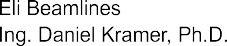 Eli Beamlines
Ing. Daniel Kramer, Ph.D.